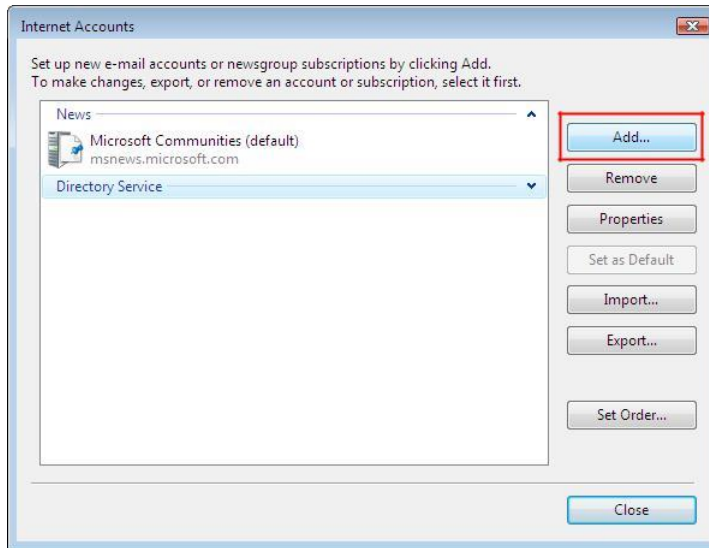 Internet Accounts
Set up new e-mail accounts or newsgroup subscriptions by clicking Add.
To make changes, export, or remove an account or subscription, select it first.
News
Microsoft Communities (default)
msnews.microsoft.com
Directory Service
Add...
Remove
Properties
Set as Default
Import...
Export...
Set Order...
Close